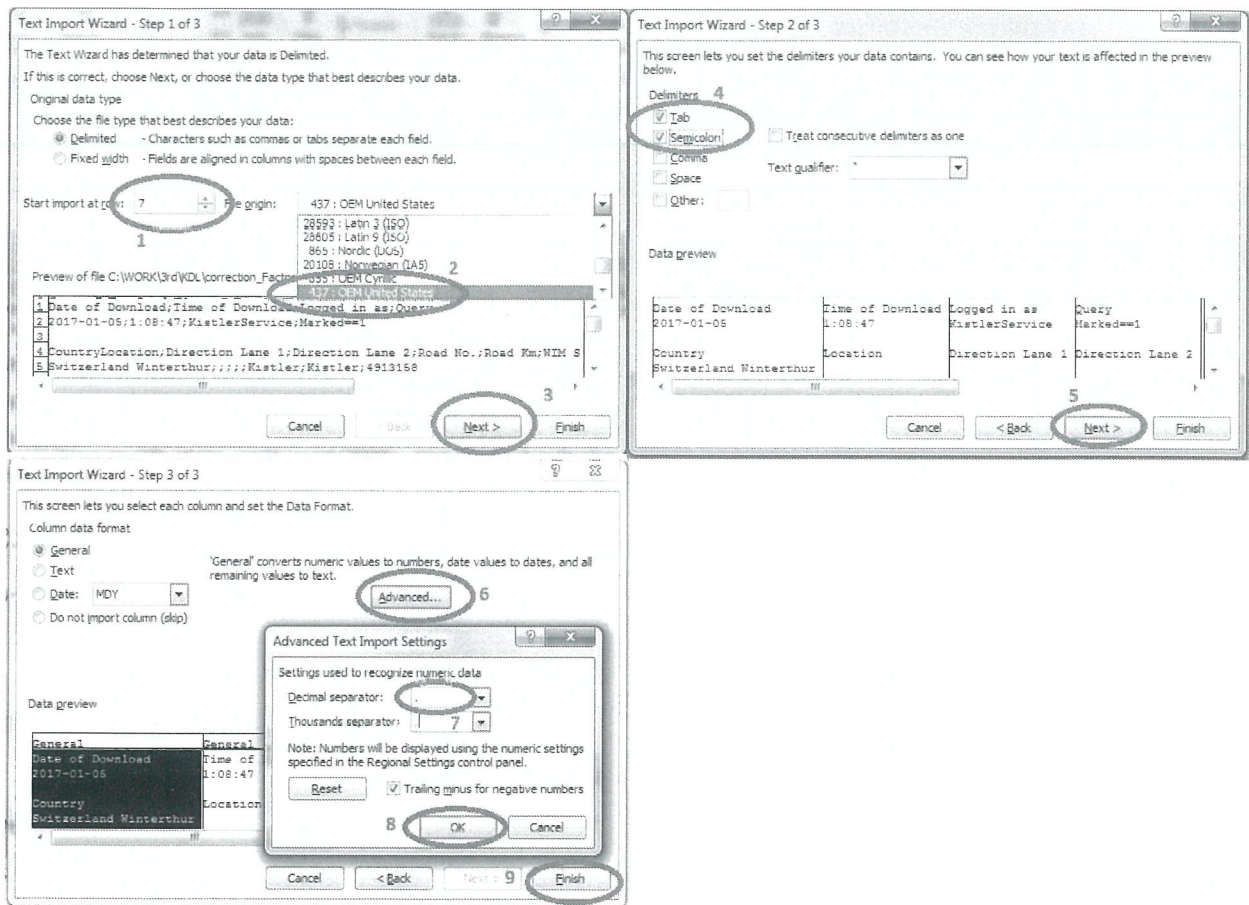 Text Import Wizard - Step 1 of 3
The Text Wizard has determined that your data is Delimited.
If this is correct, choose Next, or choose the data type that best describes your data.
Original data type
Choose the file type that best describes your data:
Delimited - Characters such as commas or tabs separate each field.
Fixed width - Fields are aligned in columns with spaces between each field.
Start import at row: 7 File origin: 437 : OEM United States
1
28593 : Latin 3 (ISO)
28605 : Latin 9 (ISO)
865 : Nordic (DOS)
20108 : Norwegian (IA5) 2
855 : OEM Cyrillic
437 : OEM United States
Preview of file C:\WORK\3rd\KDL\correction_Facto
1 Date of Download;Time of Download;Logged in as;Query
2 2017-01-05;1:08:47;KistlerService;Marked==1
3
4 CountryLocation;Direction Lane 1;Direction Lane 2;Road No.;Road Km;WIM S
5 Switzerland Winterthur;;;;;Kistler;Kistler;4913158
3
Cancel < Back Next > Finish
Text Import Wizard - Step 2 of 3
This screen lets you set the delimiters your data contains. You can see how your text is affected in the preview
below.
Delimiters 4
Tab
Semicolon Treat consecutive delimiters as one
Comma
Text qualifier: "
Space
Other:
Data preview
Date of Download Time of Download Logged in as Query
2017-01-05 1:08:47 KistlerService Marked==1
Country Location Direction Lane 1 Direction Lane 2
Switzerland Winterthur
5
Cancel < Back Next > Finish
Text Import Wizard - Step 3 of 3
This screen lets you select each column and set the Data Format.
Column data format
General
Text
Date: MDY
Do not import column (skip)
'General' converts numeric values to numbers, date values to dates, and all
remaining values to text.
Advanced... 6
Advanced Text Import Settings
Settings used to recognize numeric data
Decimal separator: .
Thousands separator: 7
Note: Numbers will be displayed using the numeric settings
specified in the Regional Settings control panel.
Reset Trailing minus for negative numbers
8 OK Cancel
Data preview
General General
Date of Download Time of
2017-01-05 1:08:47
Country Location
Switzerland Winterthur
Cancel < Back Next > 9 Finish